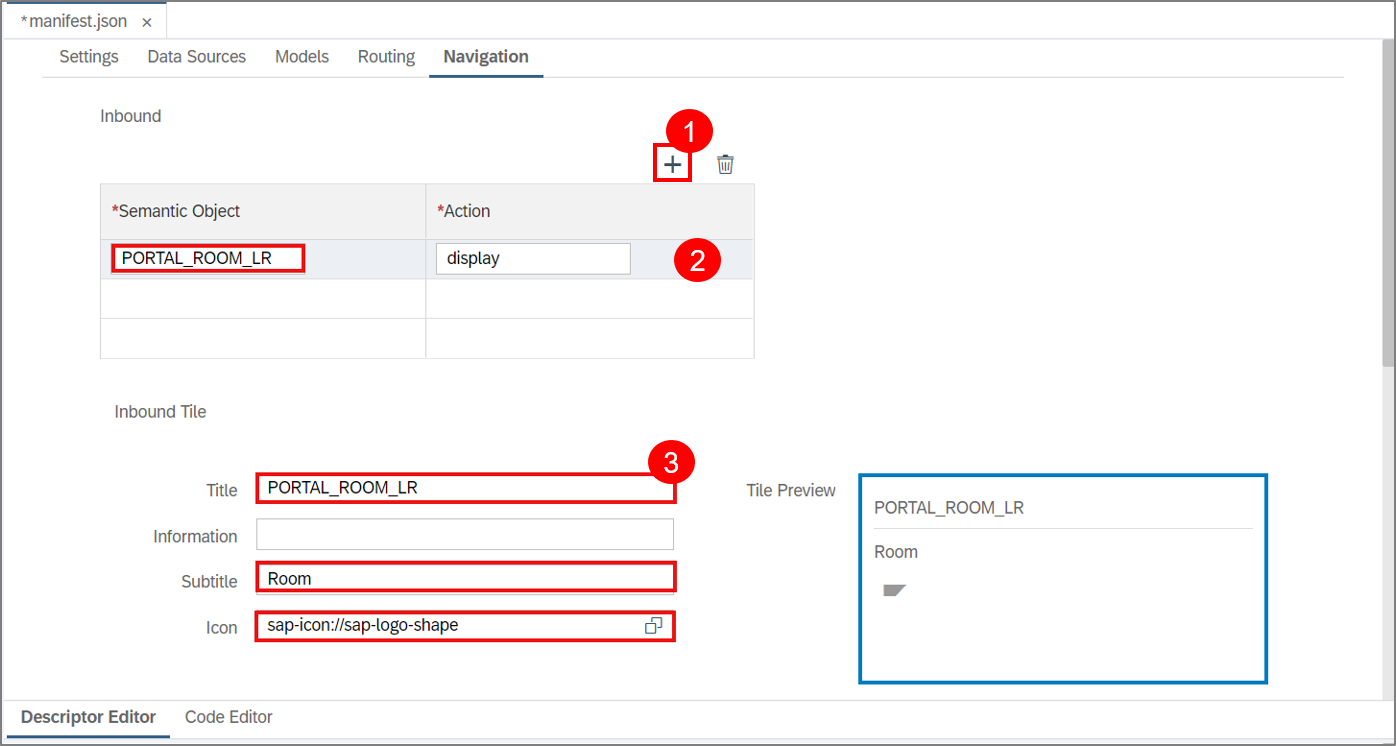 *manifest.json ×
Settings Data Sources Models Routing Navigation
Inbound
1
*Semantic Object *Action
PORTAL_ROOM_LR display 2
Inbound Tile
3
Title PORTAL_ROOM_LR Tile Preview PORTAL_ROOM_LR
Information
Room
Subtitle Room
Icon sap-icon://sap-logo-shape
Descriptor Editor Code Editor